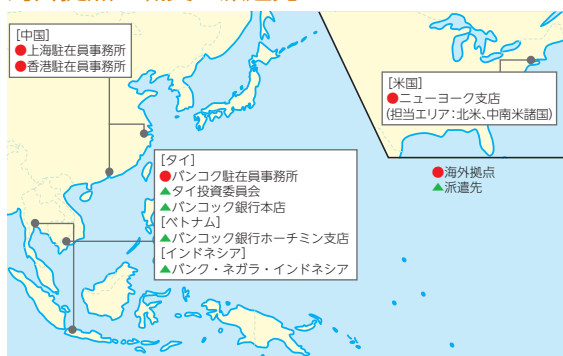 [中国]
●上海駐在員事務所
●香港駐在員事務所
[米国]
●ニューヨーク支店
(担当エリア:北米、中南米諸国)
●海外拠点
▲派遣先
[タイ]
●バンコク駐在員事務所
▲タイ投資委員会
▲バンコック銀行本店
[ベトナム]
▲バンコック銀行ホーチミン支店
[インドネシア]
▲バンク・ネガラ・インドネシア